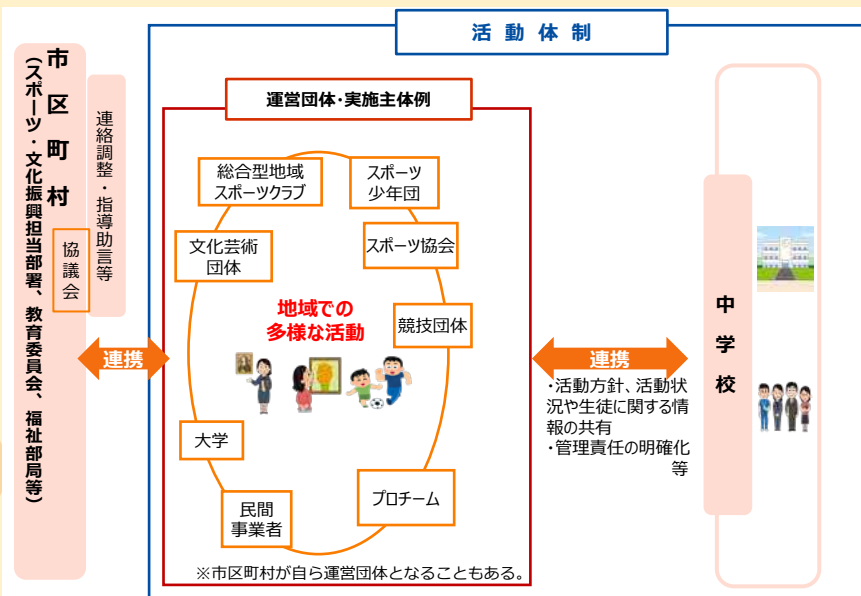 活動体制
市区町村
（スポーツ・文化振興担当部署、教育委員会、福祉部局等）
協議会
連絡調整・指導助言等
連携
運営団体・実施主体例
総合型地域
スポーツクラブ
スポーツ
少年団
文化芸術
団体
スポーツ協会
地域での
多様な活動
競技団体
大学
民間
事業者
プロチーム
※市区町村が自ら運営団体となることもある。
連携
・活動方針、活動状
況や生徒に関する情
報の共有
・管理責任の明確化
等
中学校